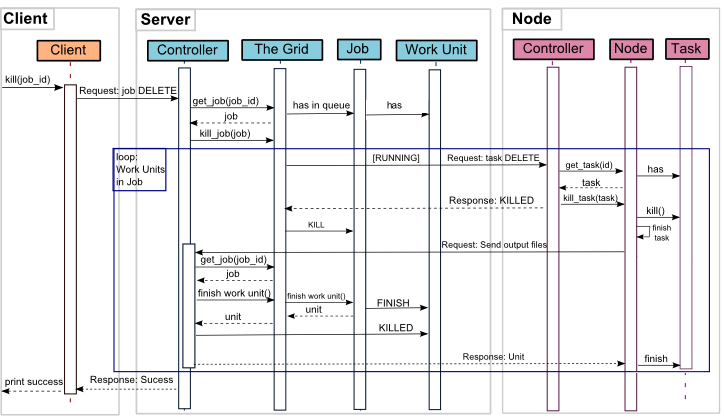 Client
Server
Node
Client
Controller
The Grid
Job
Work Unit
Controller
Node
Task
kill(job_id)
Request: job DELETE
get_job(job_id)
has in queue
has
job
kill_job(job)
loop:
Work Units
in Job
[RUNNING]
Request: task DELETE
get_task(id)
has
task
Response: KILLED
kill_task(task)
kill()
KILL
finish
task
Request: Send output files
get_job(job_id)
job
finish work unit()
finish work unit()
FINISH
unit
unit
KILLED
Response: Unit
finish
print success
Response: Sucess